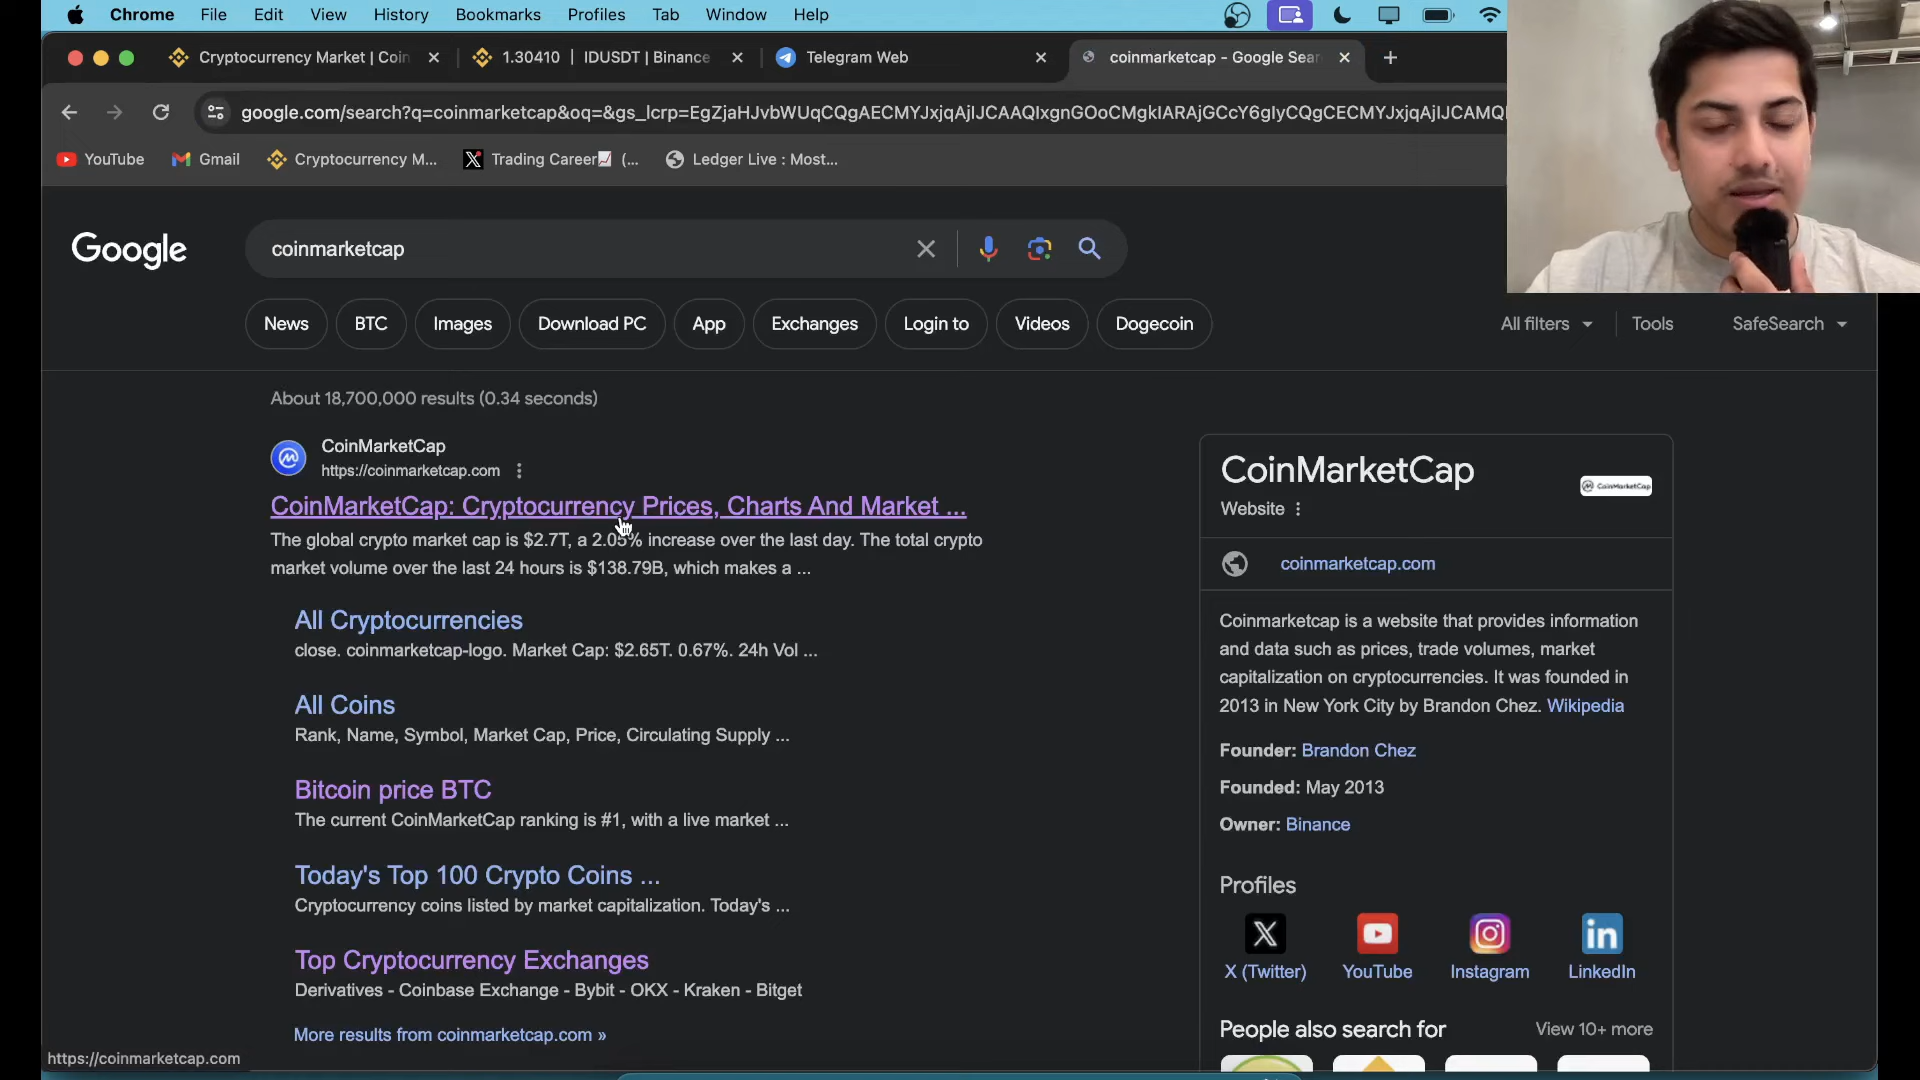 Chrome File Edit View History Bookmarks Profiles Tab Window Help
Cryptocurrency Market | Coin
1.30410 | IDUSDT | Binance
Telegram Web
coinmarketcap - Google Sear
google.com/search?q=coinmarketcap&oq=&gs_lcrp=
YouTube
Gmail
Cryptocurrency M...
Trading Career📈 (...
Ledger Live : Most...
Google
coinmarketcap
News
BTC
Images
Download PC
App
Exchanges
Login to
Videos
Dogecoin
All filters
Tools
SafeSearch
About 18,700,000 results (0.34 seconds)
CoinMarketCap
https://coinmarketcap.com
CoinMarketCap: Cryptocurrency Prices, Charts And Market ...
The global crypto market cap is $2.7T, a 2.05% increase over the last day. The total crypto
market volume over the last 24 hours is $138.79B, which makes a ...
All Cryptocurrencies
close. coinmarketcap-logo. Market Cap: $2.65T. 0.67%. 24h Vol ...
All Coins
Rank, Name, Symbol, Market Cap, Price, Circulating Supply ...
Bitcoin price BTC
The current CoinMarketCap ranking is #1, with a live market ...
Today's Top 100 Crypto Coins ...
Cryptocurrency coins listed by market capitalization. Today's ...
Top Cryptocurrency Exchanges
Derivatives - Coinbase Exchange - Bybit - OKX - Kraken - Bitget
More results from coinmarketcap.com »
https://coinmarketcap.com
CoinMarketCap
CoinMarketCap
Website
coinmarketcap.com
Coinmarketcap is a website that provides information
and data such as prices, trade volumes, market
capitalization on cryptocurrencies. It was founded in
2013 in New York City by Brandon Chez. Wikipedia
Founder: Brandon Chez
Founded: May 2013
Owner: Binance
Profiles
X (Twitter)
YouTube
Instagram
LinkedIn
People also search for
View 10+ more